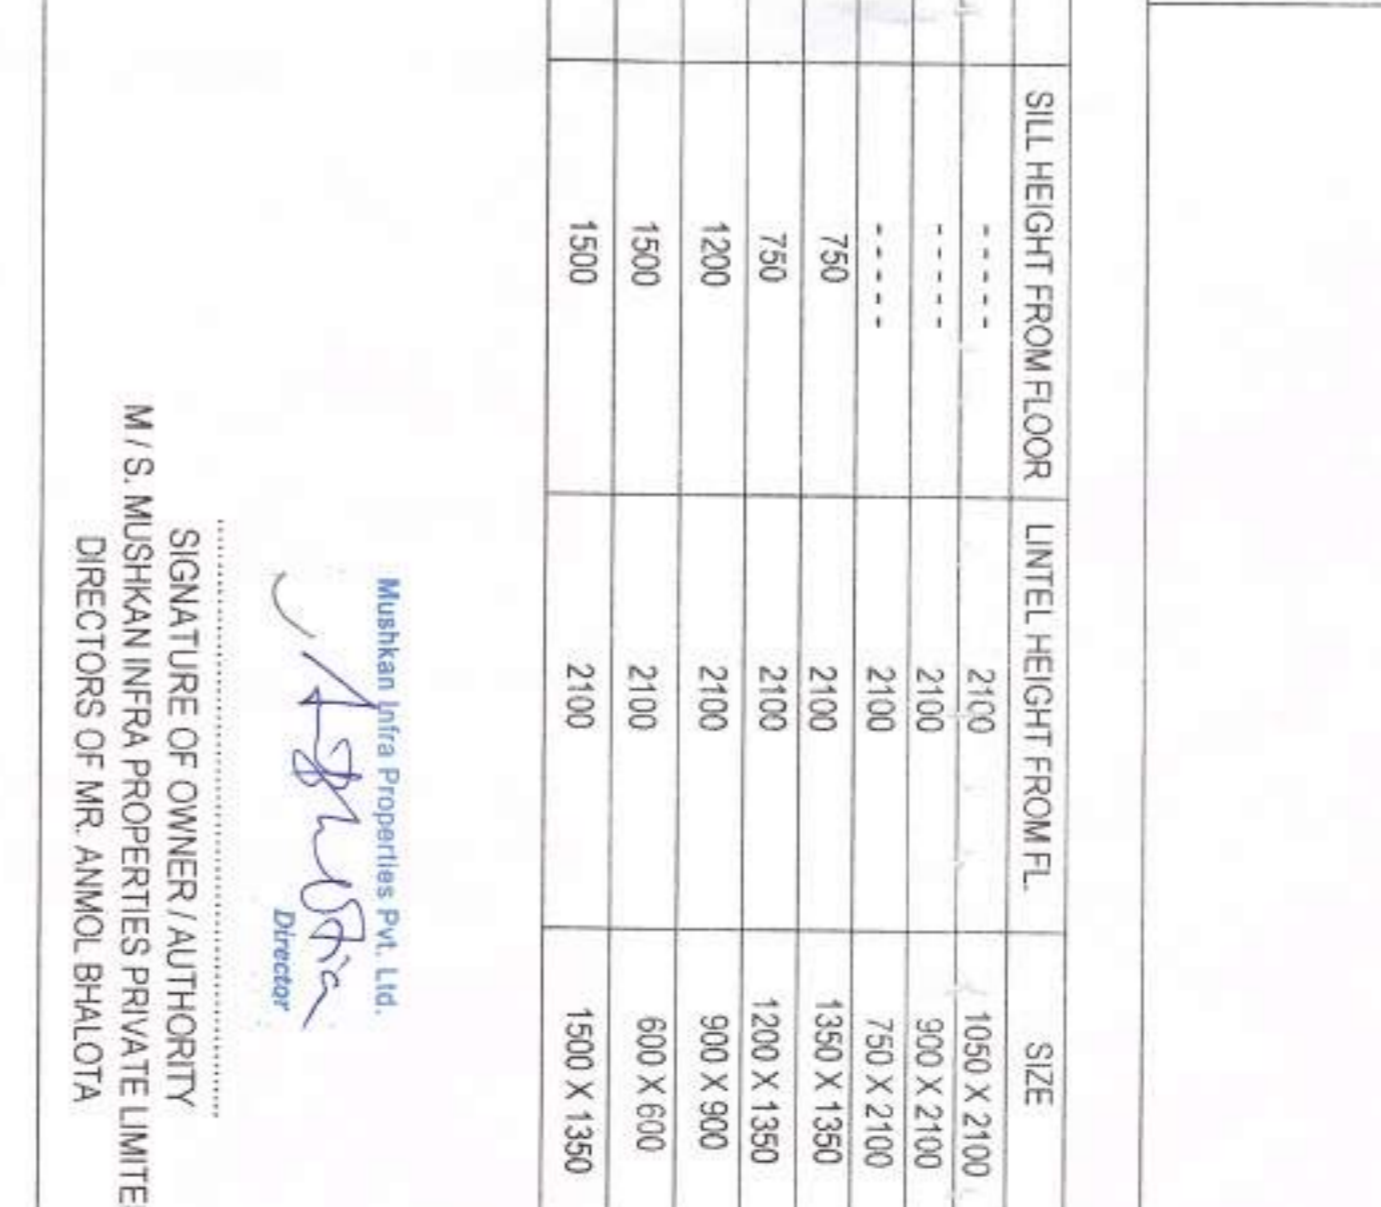 SILL HEIGHT FROM FLOOR LINTEL HEIGHT FROM FL. SIZE
- - - - - 2100 1050 X 2100
- - - - - 2100 900 X 2100
- - - - - 2100 750 X 2100
750 2100 1350 X 1350
750 2100 1200 X 1350
1200 2100 900 X 900
1500 2100 600 X 600
1500 2100 1500 X 1350
Mushkan Infra Properties Pvt. Ltd.
Director
SIGNATURE OF OWNER / AUTHORITY
M / S. MUSHKAN INFRA PROPERTIES PRIVATE LIMITE
DIRECTORS OF MR. ANMOL BHALOTA